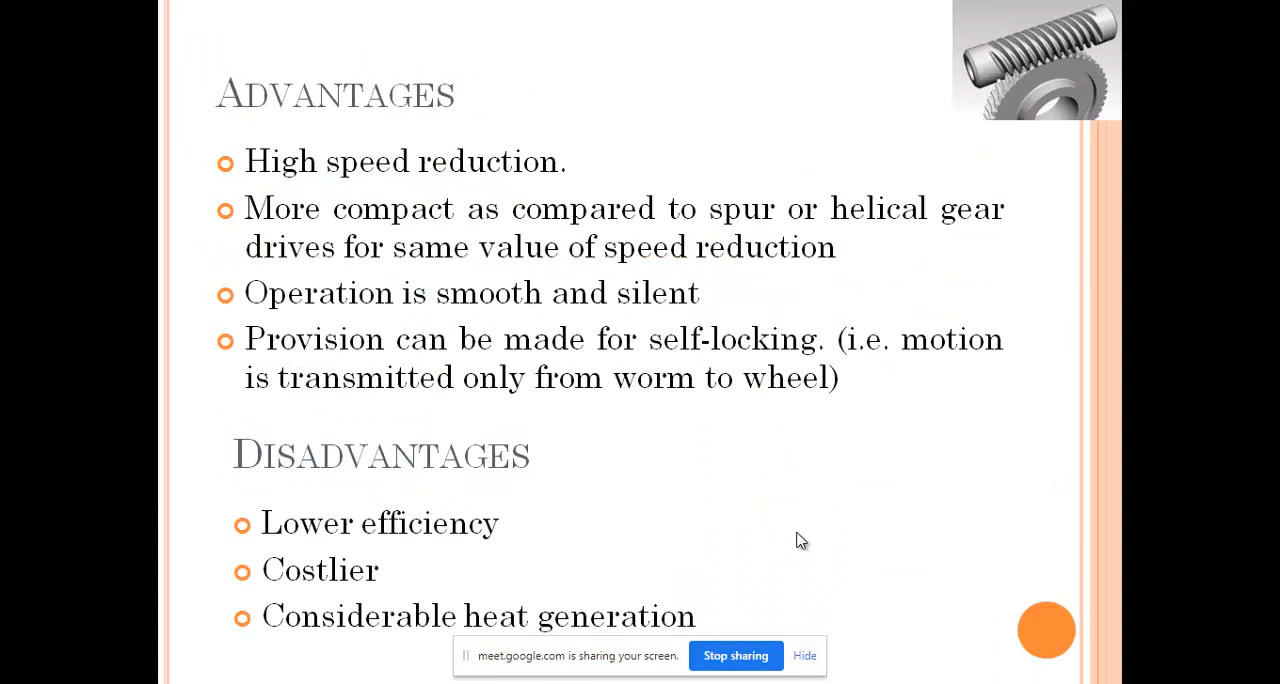 ADVANTAGES
High speed reduction.
More compact as compared to spur or helical gear
drives for same value of speed reduction
Operation is smooth and silent
Provision can be made for self-locking. (i.e. motion
is transmitted only from worm to wheel)
DISADVANTAGES
Lower efficiency
Costlier
Considerable heat generation
meet.google.com is sharing your screen. Stop sharing Hide